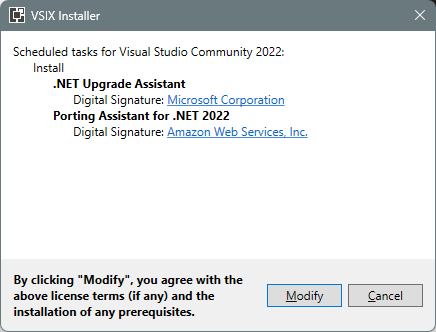 VSIX Installer
Scheduled tasks for Visual Studio Community 2022:
Install
.NET Upgrade Assistant
Digital Signature: Microsoft Corporation
Porting Assistant for .NET 2022
Digital Signature: Amazon Web Services, Inc.
By clicking "Modify", you agree with the
above license terms (if any) and the
installation of any prerequisites.
Modify
Cancel